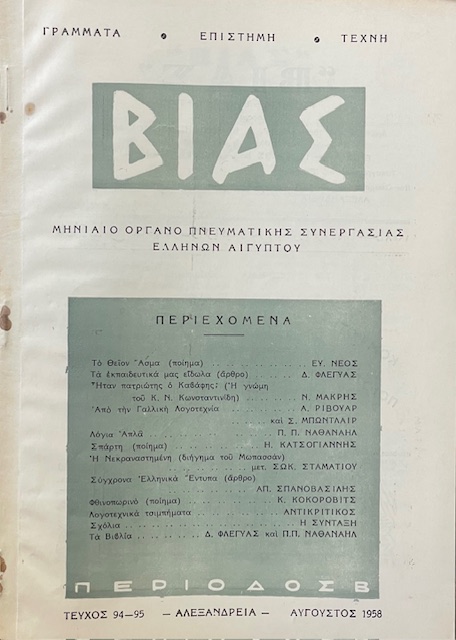 ΓΡΑΜΜΑΤΑ • ΕΠΙΣΤΗΜΗ • ΤΕΧΝΗ
ΒΙΑΣ
ΜΗΝΙΑΙΟ ΟΡΓΑΝΟ ΠΝΕΥΜΑΤΙΚΗΣ ΣΥΝΕΡΓΑΣΙΑΣ
ΕΛΛΗΝΩΝ ΑΙΓΥΠΤΟΥ
ΠΕΡΙΕΧΟΜΕΝΑ
Τὸ Θεῖον Ἆσμα (ποίημα) . . . . . . . . . . . ΕΥ. ΝΕΟΣ
Τὰ ἐκπαιδευτικά μας εἴδωλα (ἄρθρο) . . . . . . Δ. ΦΛΕΓΥΑΣ
Ἦταν πατριώτης ὁ Καβάφης; (Ἡ γνώμη
τοῦ Κ. Ν. Κωνσταντινίδη) . . . . . . Ν. ΜΑΚΡΗΣ
Ἀπὸ τὴν Γαλλικὴ Λογοτεχνία . . . . . . . Α. ΡΙΒΟΥΑΡ
. . . . . . καὶ Σ. ΜΠΩΝΤΛΑΙΡ
Λόγια Ἁπλᾶ . . . . . . . . . . . Π. Π. ΝΑΘΑΝΑΗΛ
Σπάρτη (ποίημα) . . . . . . . . . Η. ΚΑΤΣΟΓΙΑΝΝΗΣ
Ἡ Νεκραναστημένη (διήγημα τοῦ Μωπασσάν)
. . . . . . . . . . μετ. ΣΩΚ. ΣΤΑΜΑΤΙΟΥ
Σύγχρονα Ἑλληνικὰ Ἔντυπα (ἄρθρο)
. . . . . . . . . . ΑΠ. ΣΠΑΝΟΒΑΣΙΛΗΣ
Φθινοπωρινό (ποίημα) . . . . . . . Κ. ΚΟΚΟΡΟΒΙΤΣ
Λογοτεχνικὰ τσιμπήματα . . . . . . . ΑΝΤΙΚΡΙΤΙΚΟΣ
Σχόλια . . . . . . . . . . . . . . Η ΣΥΝΤΑΞΗ
Τὰ Βιβλία . . . . . . . Δ. ΦΛΕΓΥΑΣ καὶ Π.Π. ΝΑΘΑΝΑΗΛ
ΠΕΡΙΟΔΟΣ Β
ΤΕΥΧΟΣ 94—95 — ΑΛΕΞΑΝΔΡΕΙΑ — ΑΥΓΟΥΣΤΟΣ 1958